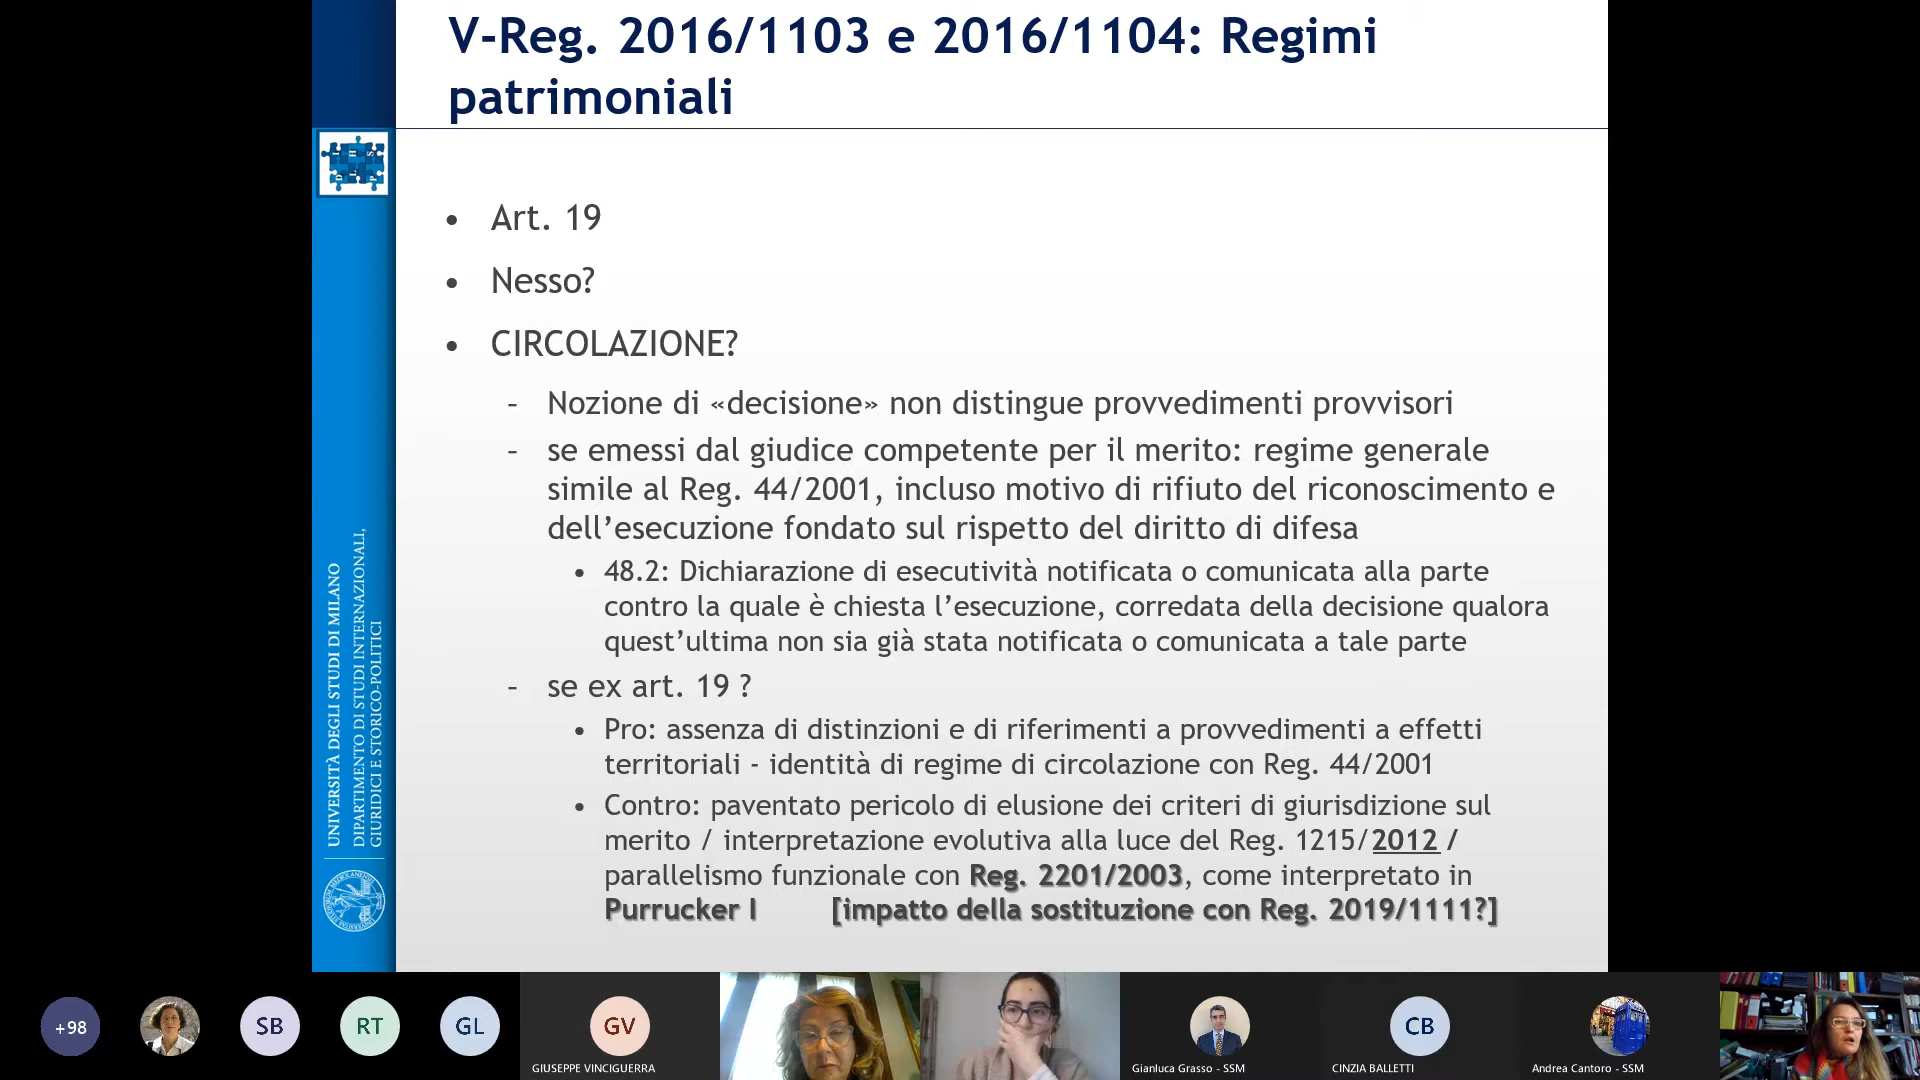 V-Reg. 2016/1103 e 2016/1104: Regimi
patrimoniali
• Art. 19
• Nesso?
• CIRCOLAZIONE?
- Nozione di «decisione» non distingue provvedimenti provvisori
- se emessi dal giudice competente per il merito: regime generale
simile al Reg. 44/2001, incluso motivo di rifiuto del riconoscimento e
dell’esecuzione fondato sul rispetto del diritto di difesa
• 48.2: Dichiarazione di esecutività notificata o comunicata alla parte
contro la quale è chiesta l’esecuzione, corredata della decisione qualora
quest’ultima non sia già stata notificata o comunicata a tale parte
- se ex art. 19 ?
• Pro: assenza di distinzioni e di riferimenti a provvedimenti a effetti
territoriali - identità di regime di circolazione con Reg. 44/2001
• Contro: paventato pericolo di elusione dei criteri di giurisdizione sul
merito / interpretazione evolutiva alla luce del Reg. 1215/2012 /
parallelismo funzionale con Reg. 2201/2003, come interpretato in
Purrucker I [impatto della sostituzione con Reg. 2019/1111?]
UNIVERSITÀ DEGLI STUDI DI MILANO
DIPARTIMENTO DI STUDI INTERNAZIONALI,
GIURIDICI E STORICO-POLITICI
+98
SB
RT
GL
GV
GIUSEPPE VINCIGUERRA
Gianluca Grasso - SSM
CB
CINZIA BALLETTI
Andrea Cantoro - SSM